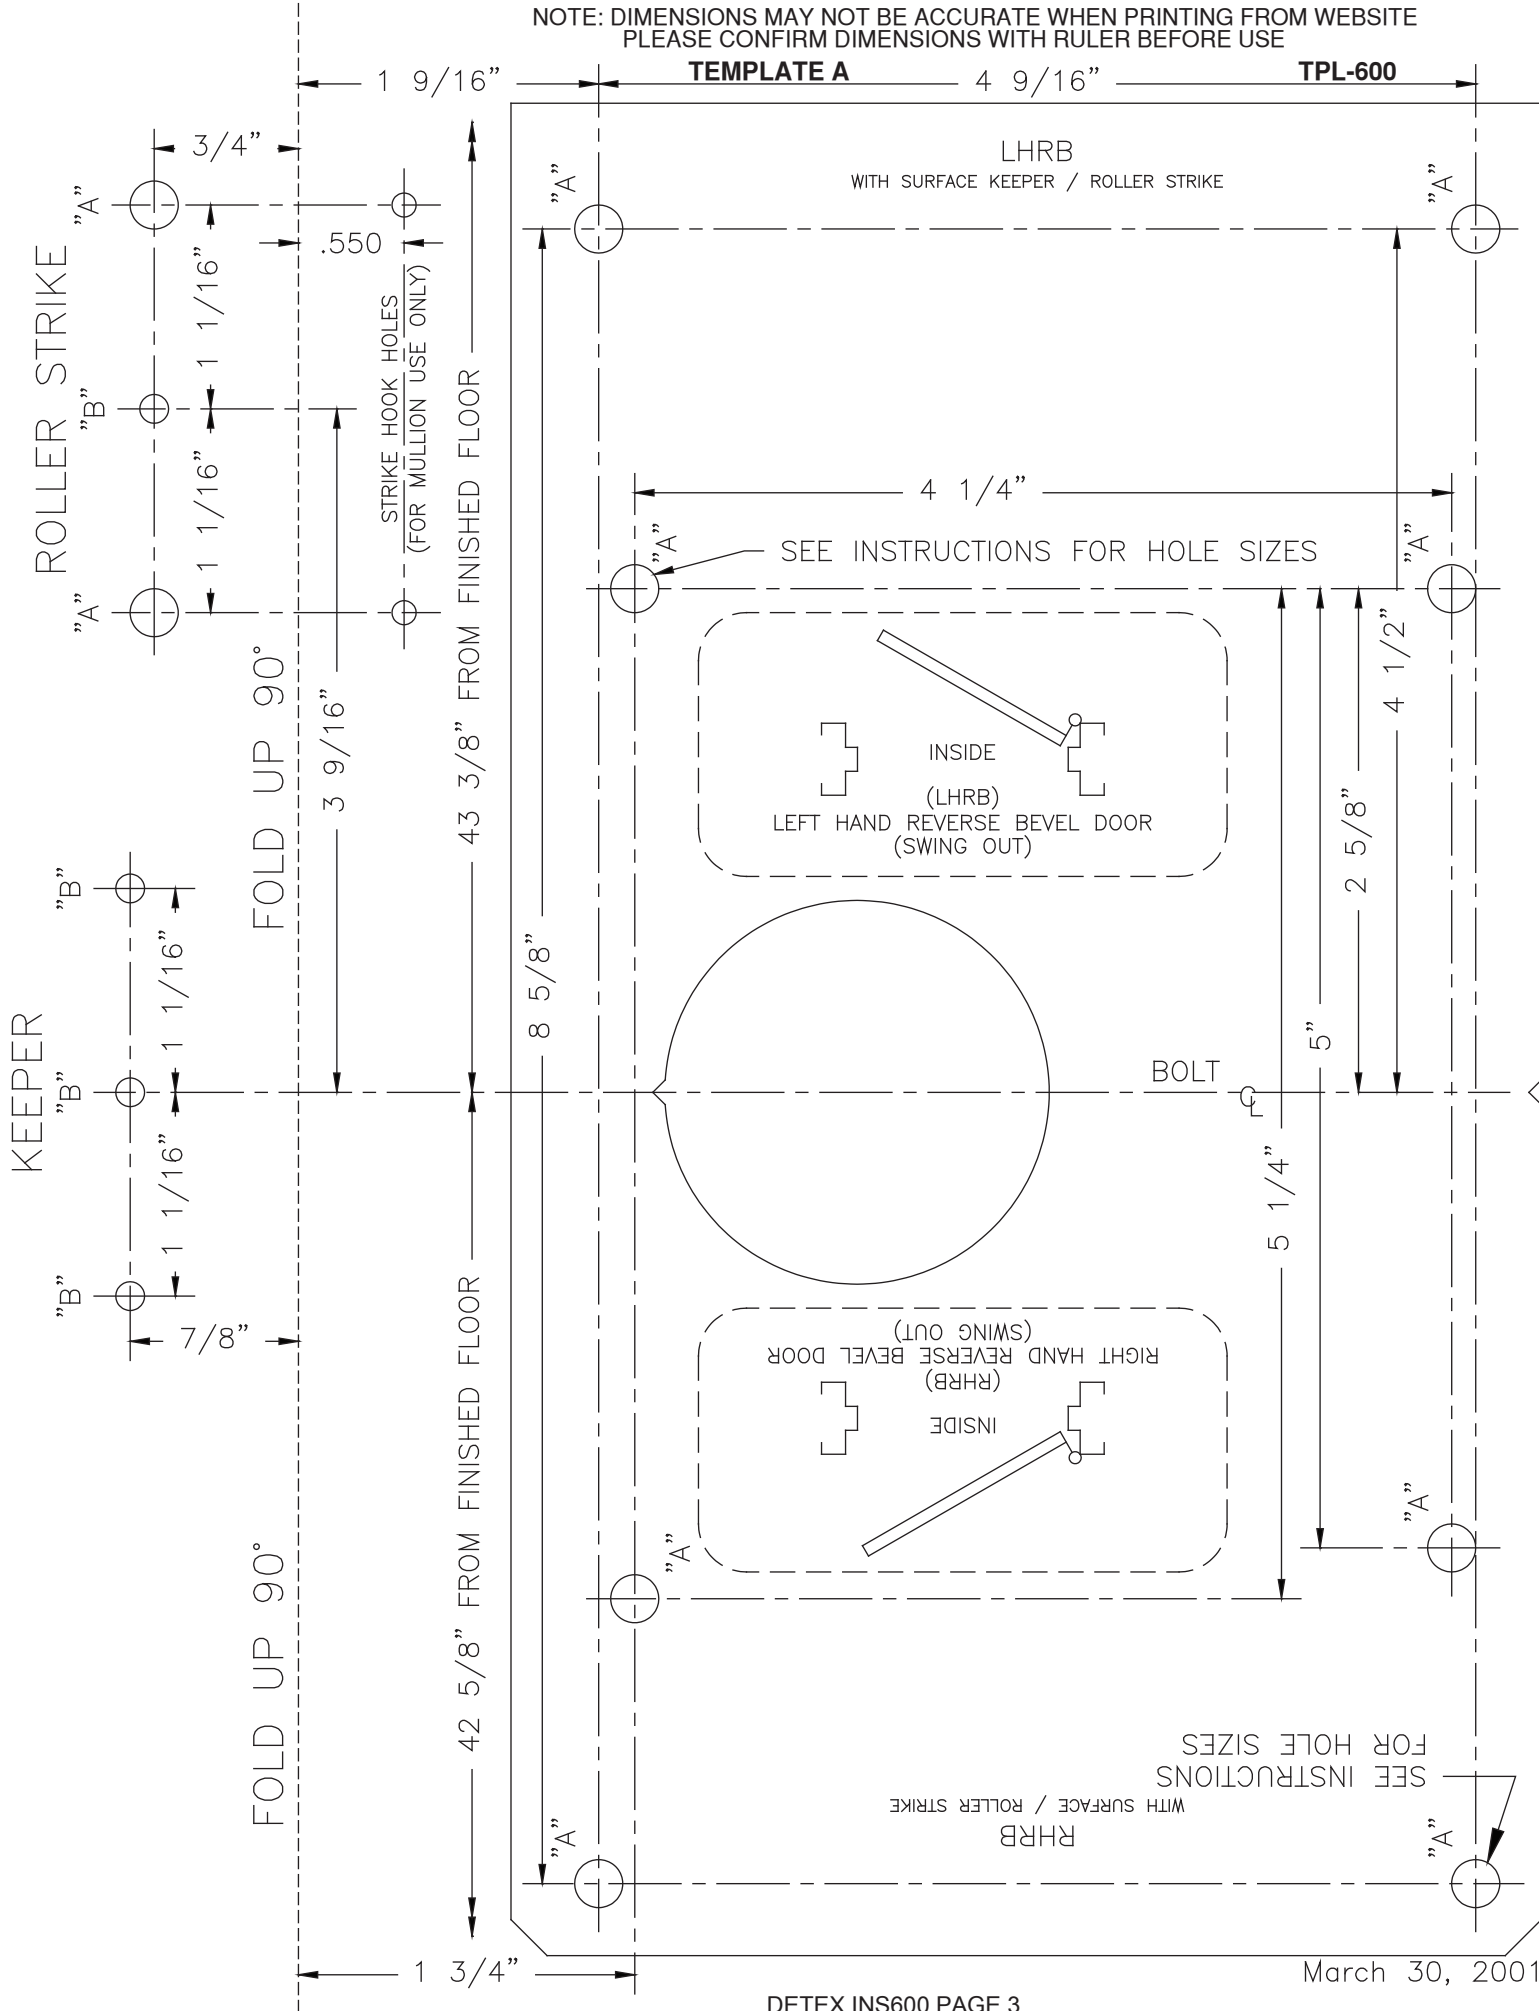 NOTE: DIMENSIONS MAY NOT BE ACCURATE WHEN PRINTING FROM WEBSITE
PLEASE CONFIRM DIMENSIONS WITH RULER BEFORE USE
TEMPLATE A
TPL-600
1 9/16”
4 9/16”
LHRB
WITH SURFACE KEEPER / ROLLER STRIKE
3/4”
”A”
”A”
”A”
.550
ROLLER STRIKE
1 1/16”
”B”
1 1/16”
”A”
STRIKE HOOK HOLES
(FOR MULLION USE ONLY)
43 3/8” FROM FINISHED FLOOR
4 1/4”
”A”
”A”
SEE INSTRUCTIONS FOR HOLE SIZES
FOLD UP 90°
3 9/16”
4 1/2”
INSIDE
(LHRB)
LEFT HAND REVERSE BEVEL DOOR
(SWING OUT)
2 5/8”
KEEPER
”B”
1 1/16”
”B”
1 1/16”
”B”
7/8”
8 5/8”
5”
BOLT
CL
5 1/4”
(SWING OUT)
RIGHT HAND REVERSE BEVEL DOOR
(RHRB)
INSIDE
42 5/8” FROM FINISHED FLOOR
FOLD UP 90°
”A”
”A”
SEE INSTRUCTIONS
FOR HOLE SIZES
WITH SURFACE / ROLLER STRIKE
RHRB
”A”
”A”
1 3/4”
March 30, 2001
DETEX INS600 PAGE 3